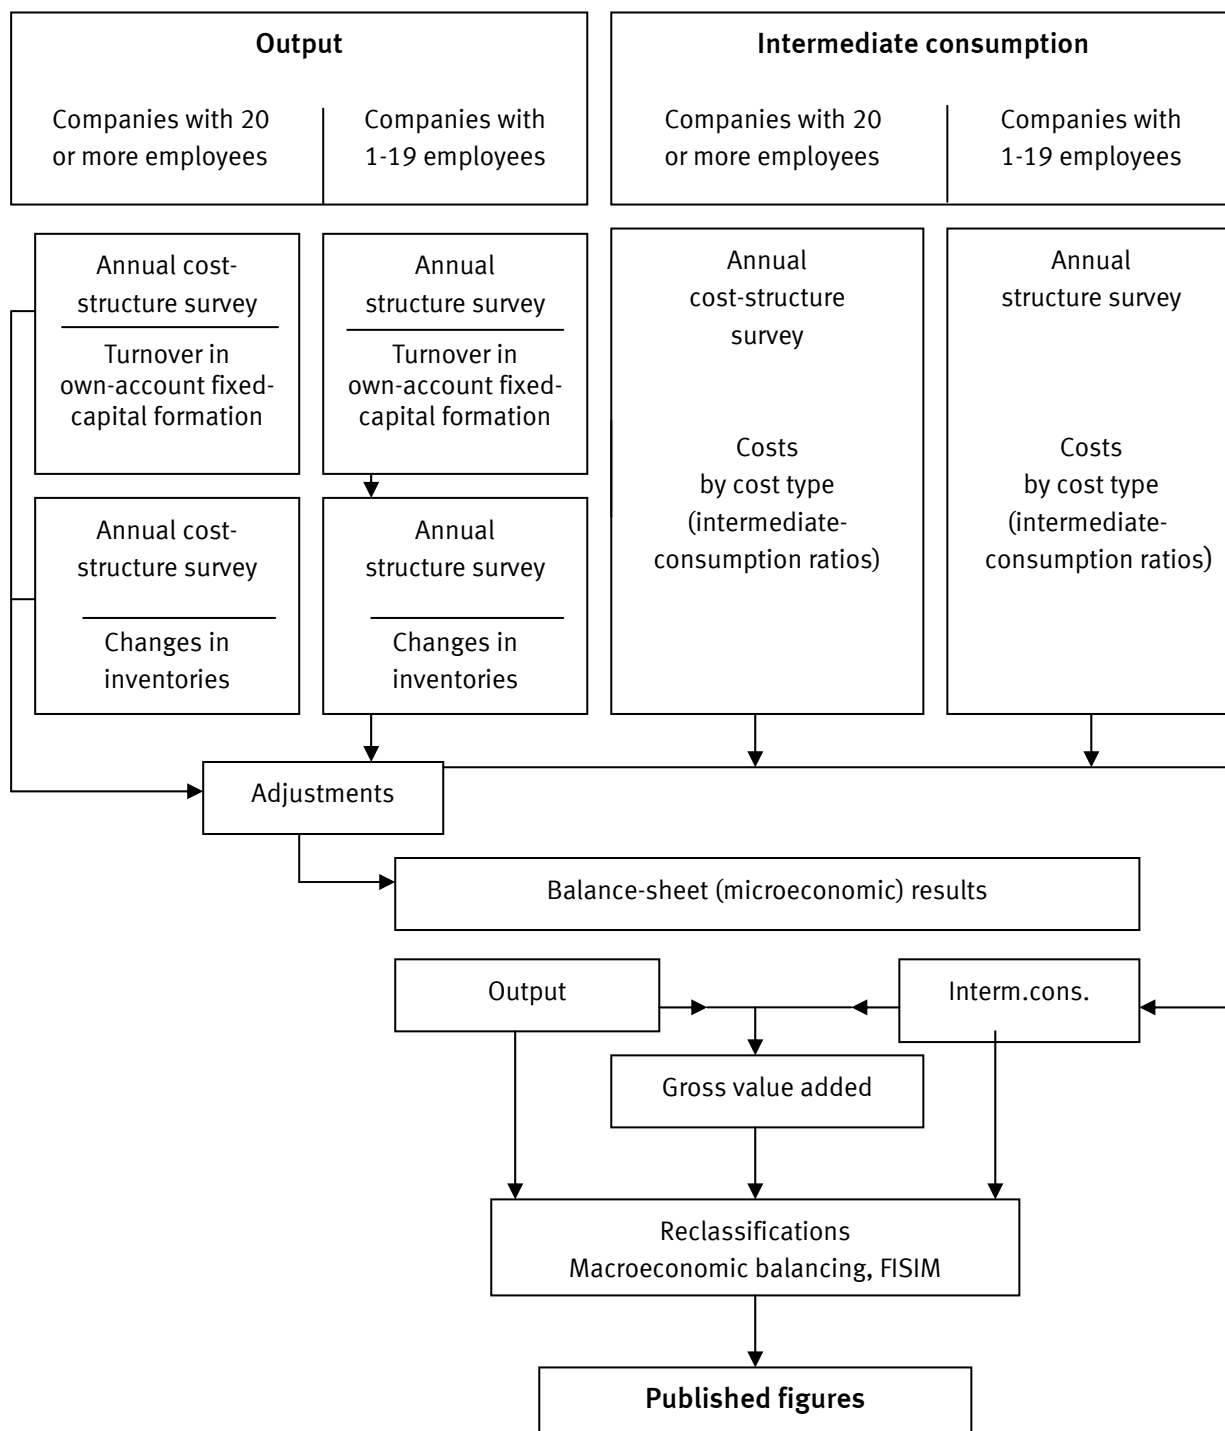 Output
Companies with 20
or more employees
Companies with
1-19 employees
Intermediate consumption
Companies with 20
or more employees
Companies with
1-19 employees
Annual cost-
structure survey
Turnover in
own-account fixed-
capital formation
Annual
structure survey
Turnover in
own-account fixed-
capital formation
Annual
cost-structure
survey
Costs
by cost type
(intermediate-
consumption ratios)
Annual
structure survey
Costs
by cost type
(intermediate-
consumption ratios)
Annual cost-
structure survey
Changes in
inventories
Annual
structure survey
Changes in
inventories
Adjustments
Balance-sheet (microeconomic) results
Output
Interm.cons.
Gross value added
Reclassifications
Macroeconomic balancing, FISIM
Published figures